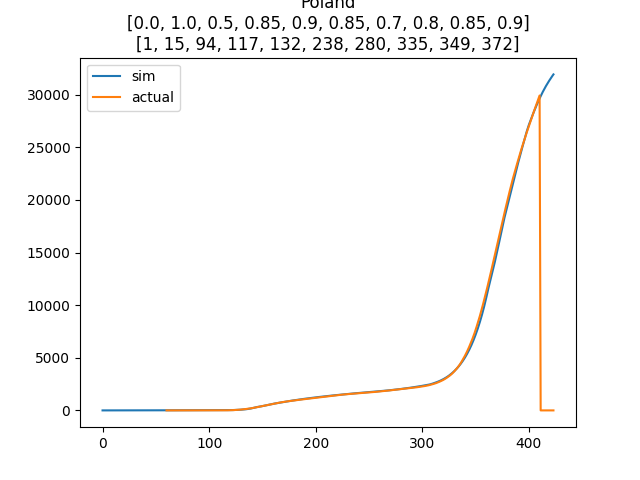 Poland
[0.0, 1.0, 0.5, 0.85, 0.9, 0.85, 0.7, 0.8, 0.85, 0.9]
[1, 15, 94, 117, 132, 238, 280, 335, 349, 372]
sim
actual
30000
25000
20000
15000
10000
5000
0
0 100 200 300 400